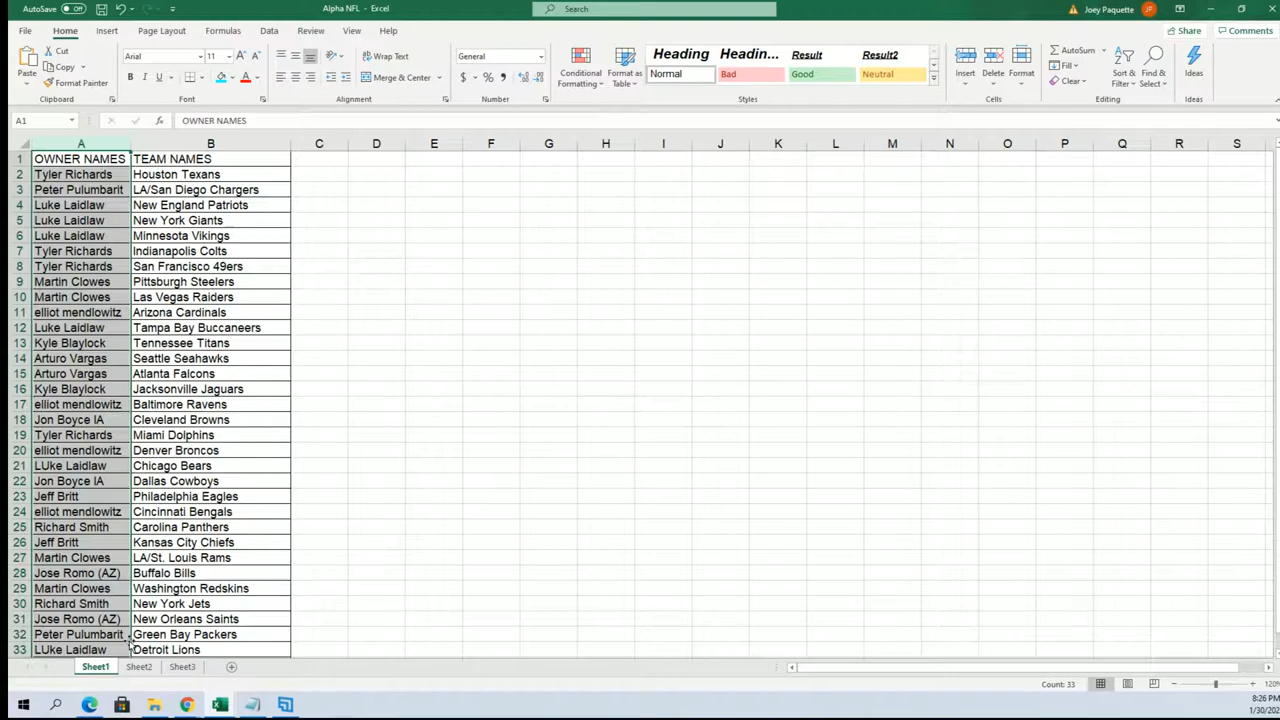 AutoSave Off Alpha NFL - Excel Search Joey Paquette JP
File Home Insert Page Layout Formulas Data Review View Help Share Comments
Paste Cut Copy Format Painter Clipboard
Arial 11 B I U A Font
Wrap Text Merge & Center Alignment
General $ % Number
Conditional Formatting Format as Table
Heading Headin... Result Result2
Normal Bad Good Neutral
Styles
Insert Delete Format Cells
AutoSum Fill Clear Sort & Filter Find & Select Editing
Ideas Ideas
A1 fx OWNER NAMES
A B C D E F G H I J K L M N O P Q R S
1 OWNER NAMES TEAM NAMES
2 Tyler Richards Houston Texans
3 Peter Pulumbarit LA/San Diego Chargers
4 Luke Laidlaw New England Patriots
5 Luke Laidlaw New York Giants
6 Luke Laidlaw Minnesota Vikings
7 Tyler Richards Indianapolis Colts
8 Tyler Richards San Francisco 49ers
9 Martin Clowes Pittsburgh Steelers
10 Martin Clowes Las Vegas Raiders
11 elliot mendlowitz Arizona Cardinals
12 Luke Laidlaw Tampa Bay Buccaneers
13 Kyle Blaylock Tennessee Titans
14 Arturo Vargas Seattle Seahawks
15 Arturo Vargas Atlanta Falcons
16 Kyle Blaylock Jacksonville Jaguars
17 elliot mendlowitz Baltimore Ravens
18 Jon Boyce IA Cleveland Browns
19 Tyler Richards Miami Dolphins
20 elliot mendlowitz Denver Broncos
21 LUke Laidlaw Chicago Bears
22 Jon Boyce IA Dallas Cowboys
23 Jeff Britt Philadelphia Eagles
24 elliot mendlowitz Cincinnati Bengals
25 Richard Smith Carolina Panthers
26 Jeff Britt Kansas City Chiefs
27 Martin Clowes LA/St. Louis Rams
28 Jose Romo (AZ) Buffalo Bills
29 Martin Clowes Washington Redskins
30 Richard Smith New York Jets
31 Jose Romo (AZ) New Orleans Saints
32 Peter Pulumbarit Green Bay Packers
33 LUke Laidlaw Detroit Lions
Sheet1 Sheet2 Sheet3
Count: 33 120%
8:26 PM
1/30/202